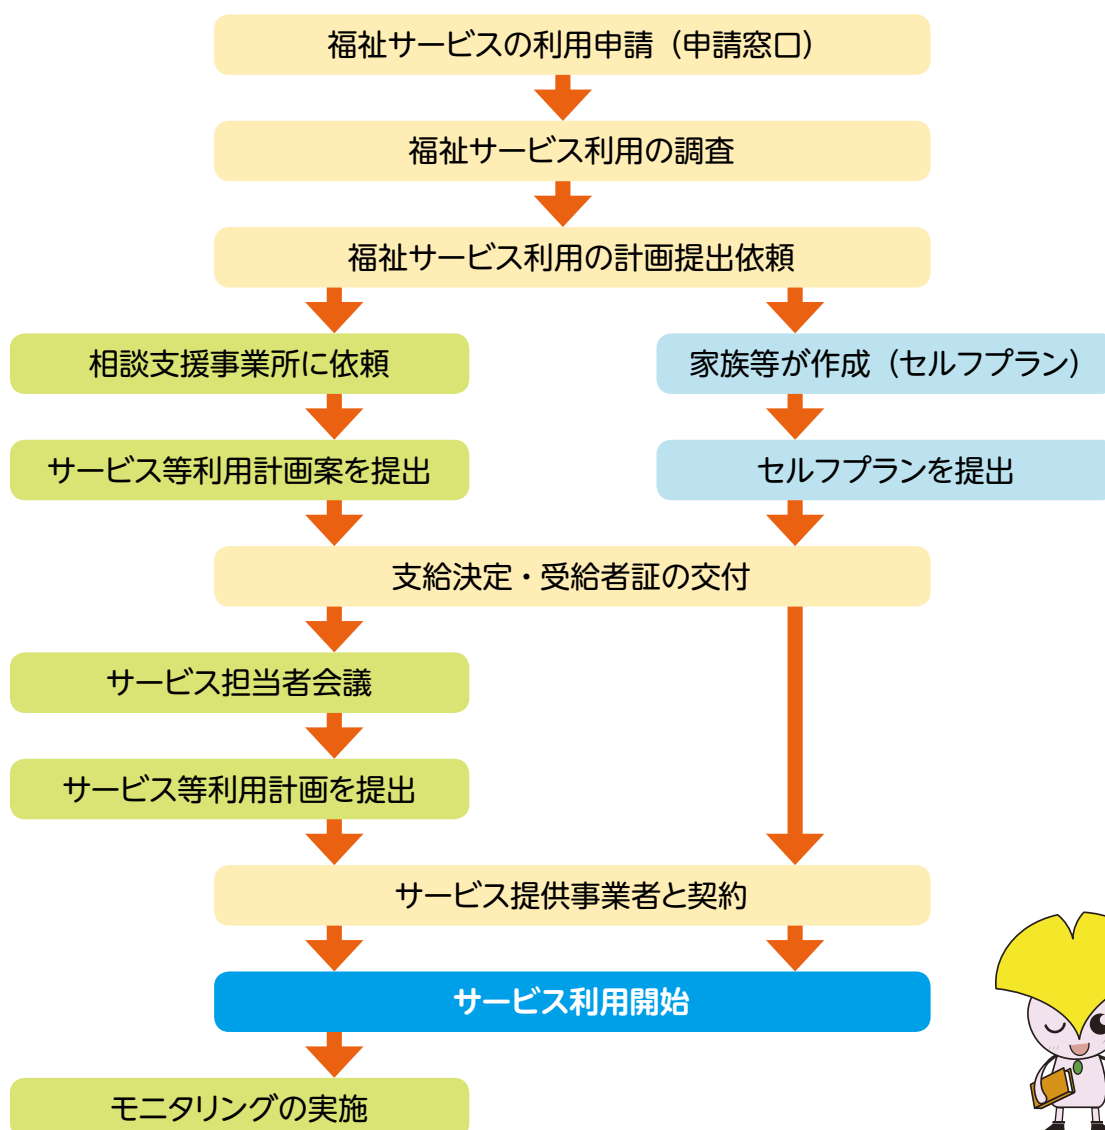 福祉サービスの利用申請（申請窓口）
福祉サービス利用の調査
福祉サービス利用の計画提出依頼
相談支援事業所に依頼
家族等が作成（セルフプラン）
サービス等利用計画案を提出
セルフプランを提出
支給決定・受給者証の交付
サービス担当者会議
サービス等利用計画を提出
サービス提供事業者と契約
サービス利用開始
モニタリングの実施